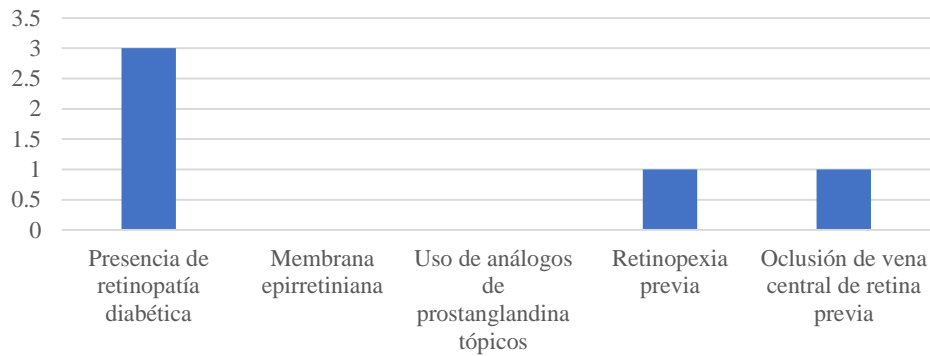 3.5
3
2.5
2
1.5
1
0.5
0
Presencia de
retinopatía
diabética
Membrana
epirretiniana
Uso de análogos
de
prostanglandina
tópicos
Retinopexia
previa
Oclusión de vena
central de retina
previa